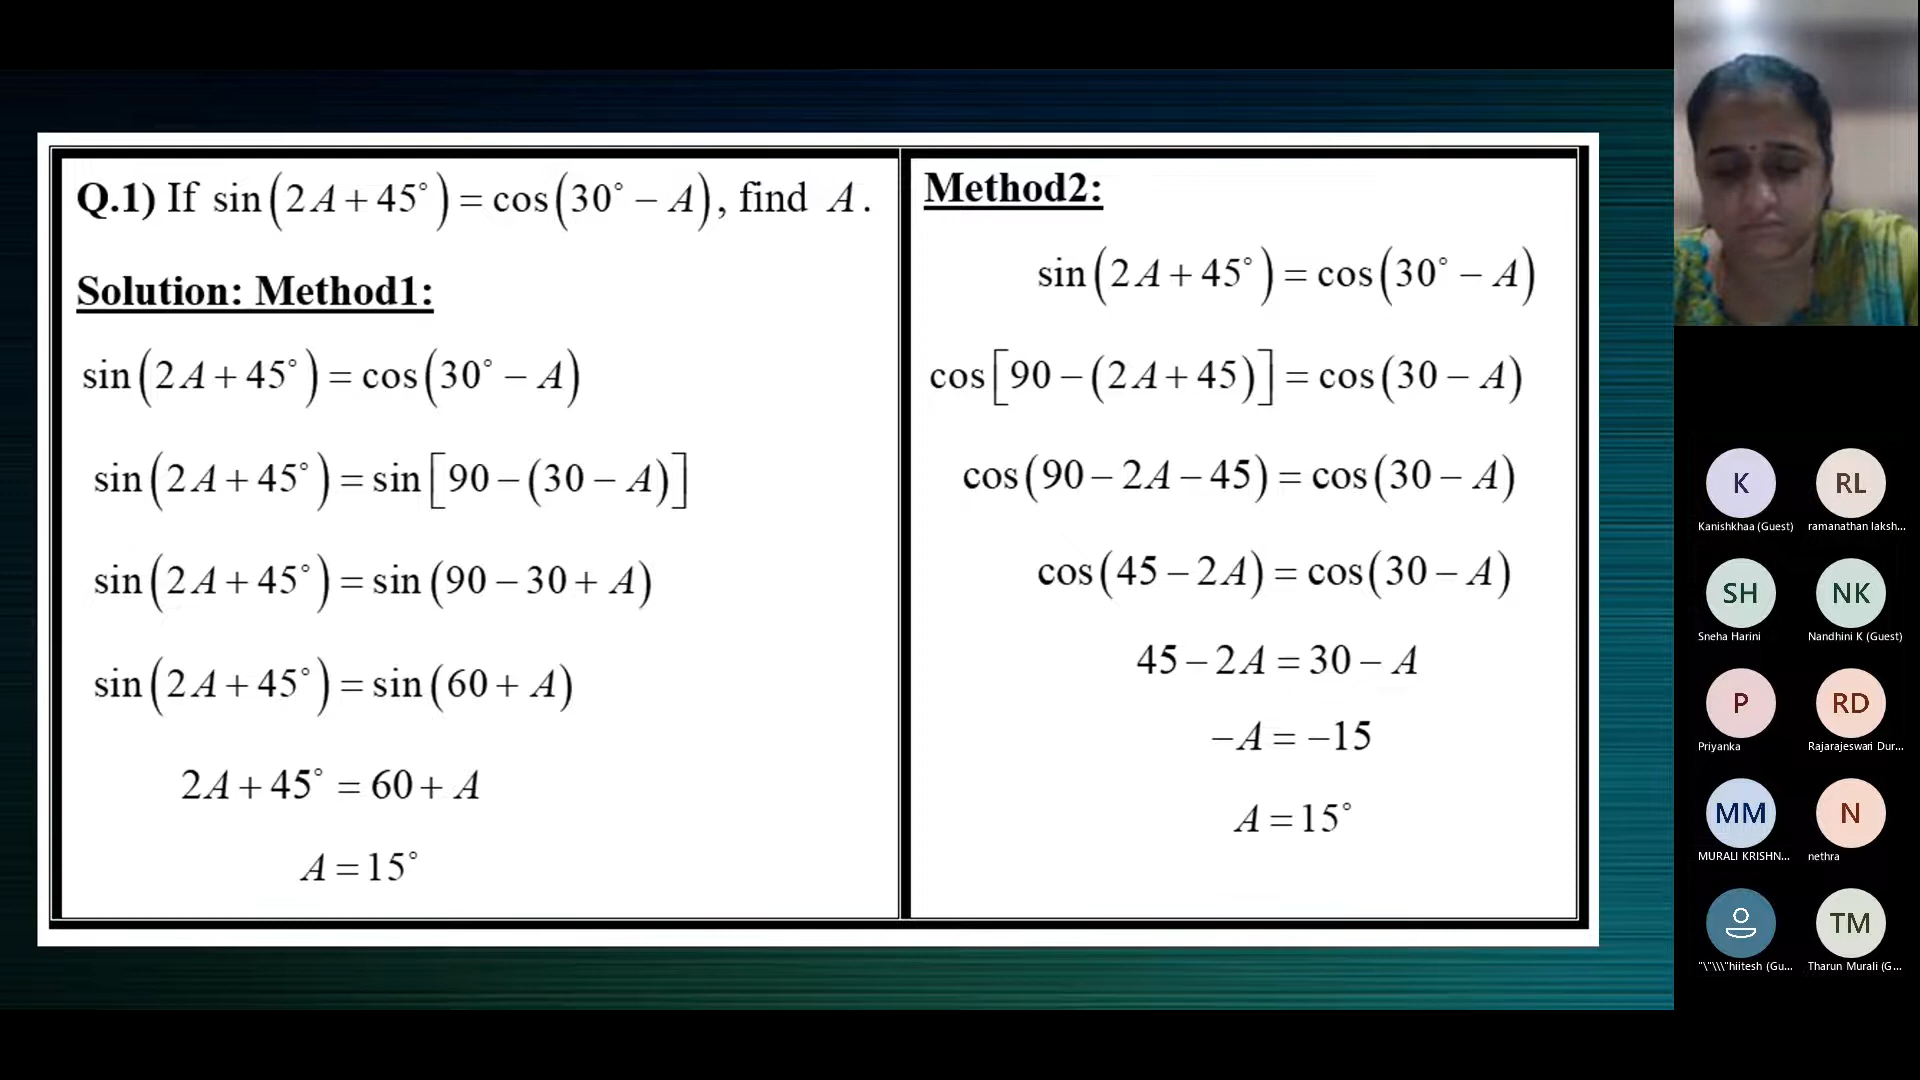 Q.1) If sin(2A+45°)=cos(30°−A), find A.
Solution: Method1:
sin(2A+45°)=cos(30°−A)
sin(2A+45°)=sin[90−(30−A)]
sin(2A+45°)=sin(90−30+A)
sin(2A+45°)=sin(60+A)
2A+45°=60+A
A=15°
Method2:
sin(2A+45°)=cos(30°−A)
cos[90−(2A+45)]=cos(30−A)
cos(90−2A−45)=cos(30−A)
cos(45−2A)=cos(30−A)
45−2A=30−A
−A=−15
A=15°
K RL
Kanishkhaa (Guest) ramanathan laksh...
SH NK
Sneha Harini Nandhini K (Guest)
P RD
Priyanka Rajarajeswari Dur...
MM N
MURALI KRISHN... nethra
TM
"\"\\\"hiitesh (Gu... Tharun Murali (G...